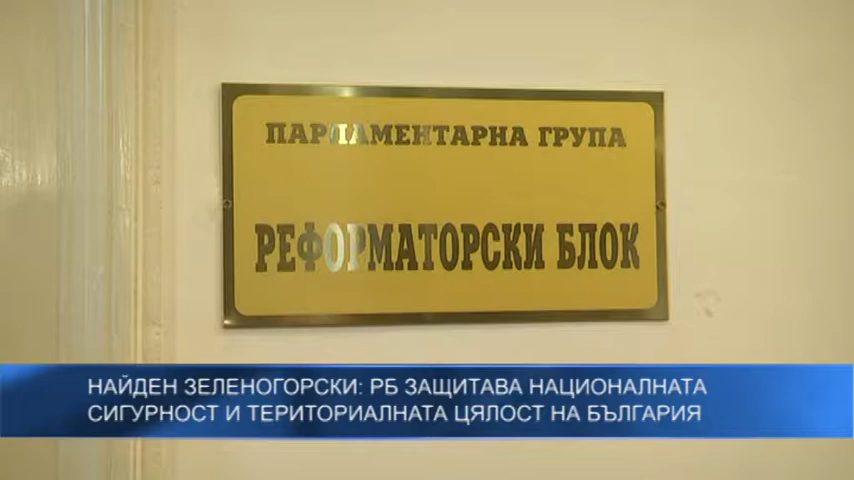 ПАРЛАМЕНТАРНА ГРУПА
РЕФОРМАТОРСКИ БЛОК
НАЙДЕН ЗЕЛЕНОГОРСКИ: РБ ЗАЩИТАВА НАЦИОНАЛНАТА
СИГУРНОСТ И ТЕРИТОРИАЛНАТА ЦЯЛОСТ НА БЪЛГАРИЯ